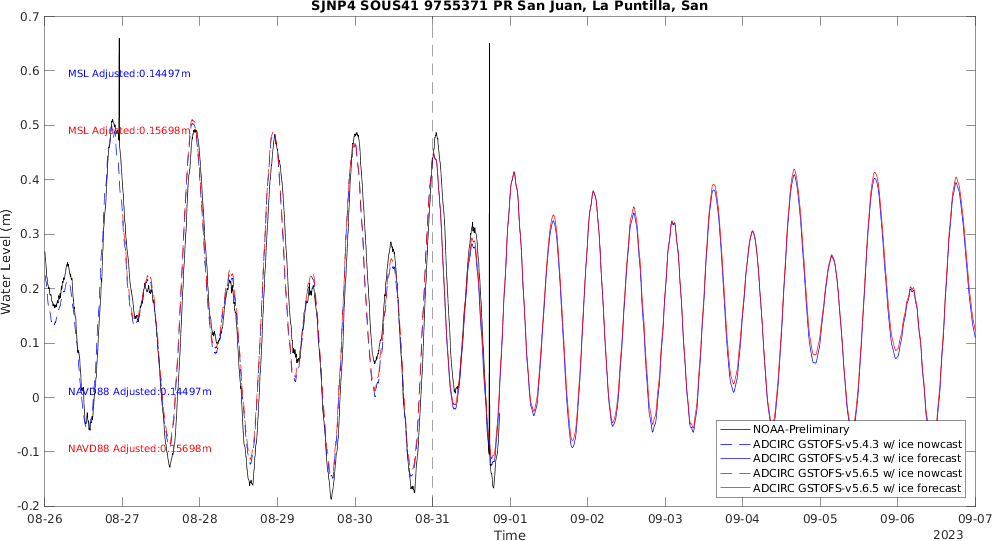 SJNP4 SOUS41 9755371 PR San Juan, La Puntilla, San
0.7
0.6
0.5
0.4
0.3
0.2
0.1
0
-0.1
-0.2
Water Level (m)
MSL Adjusted:0.14497m
MSL Adjusted:0.15698m
NAVD88 Adjusted:0.14497m
NAVD88 Adjusted:0.15698m
NOAA-Preliminary
ADCIRC GSTOFS-v5.4.3 w/ ice nowcast
ADCIRC GSTOFS-v5.4.3 w/ ice forecast
ADCIRC GSTOFS-v5.6.5 w/ ice nowcast
ADCIRC GSTOFS-v5.6.5 w/ ice forecast
08-26 08-27 08-28 08-29 08-30 08-31 09-01 09-02 09-03 09-04 09-05 09-06 09-07
Time
2023